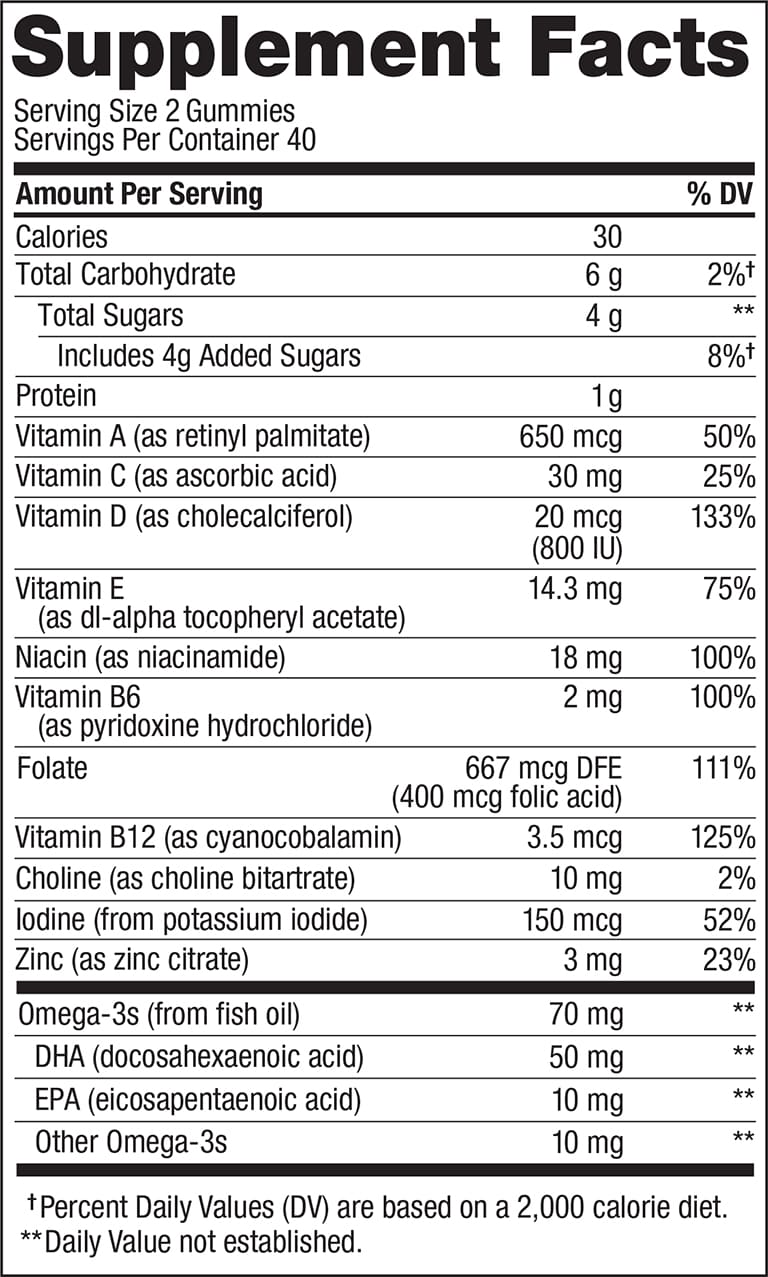 Supplement Facts
Serving Size 2 Gummies
Servings Per Container 40
Amount Per Serving % DV
Calories 30
Total Carbohydrate 6 g 2%†
Total Sugars 4 g **
Includes 4g Added Sugars 8%†
Protein 1 g
Vitamin A (as retinyl palmitate) 650 mcg 50%
Vitamin C (as ascorbic acid) 30 mg 25%
Vitamin D (as cholecalciferol) 20 mcg 133%
(800 IU)
Vitamin E 14.3 mg 75%
(as dl-alpha tocopheryl acetate)
Niacin (as niacinamide) 18 mg 100%
Vitamin B6 2 mg 100%
(as pyridoxine hydrochloride)
Folate 667 mcg DFE 111%
(400 mcg folic acid)
Vitamin B12 (as cyanocobalamin) 3.5 mcg 125%
Choline (as choline bitartrate) 10 mg 2%
Iodine (from potassium iodide) 150 mcg 52%
Zinc (as zinc citrate) 3 mg 23%
Omega-3s (from fish oil) 70 mg **
DHA (docosahexaenoic acid) 50 mg **
EPA (eicosapentaenoic acid) 10 mg **
Other Omega-3s 10 mg **
†Percent Daily Values (DV) are based on a 2,000 calorie diet.
**Daily Value not established.